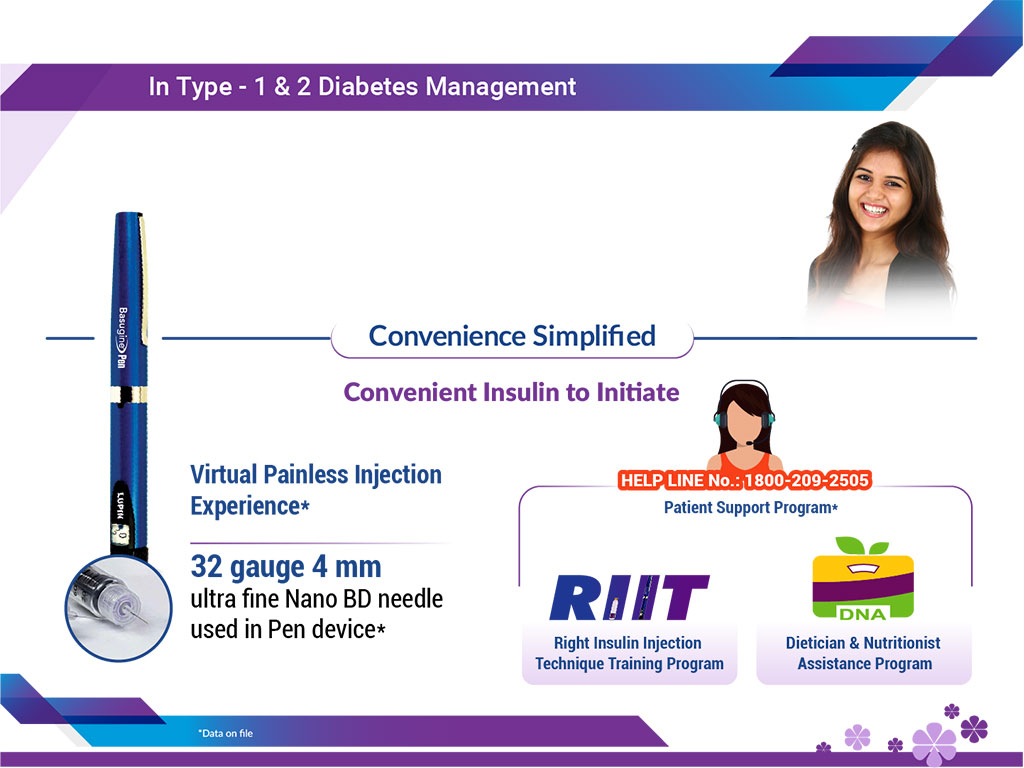 In Type - 1 & 2 Diabetes Management
Basugine Pen
LUPIN
Convenience Simplified
Convenient Insulin to Initiate
Virtual Painless Injection
Experience*
32 gauge 4 mm
ultra fine Nano BD needle
used in Pen device*
HELP LINE No.: 1800-209-2505
Patient Support Program*
RIIT
Right Insulin Injection
Technique Training Program
DNA
Dietician & Nutritionist
Assistance Program
*Data on file